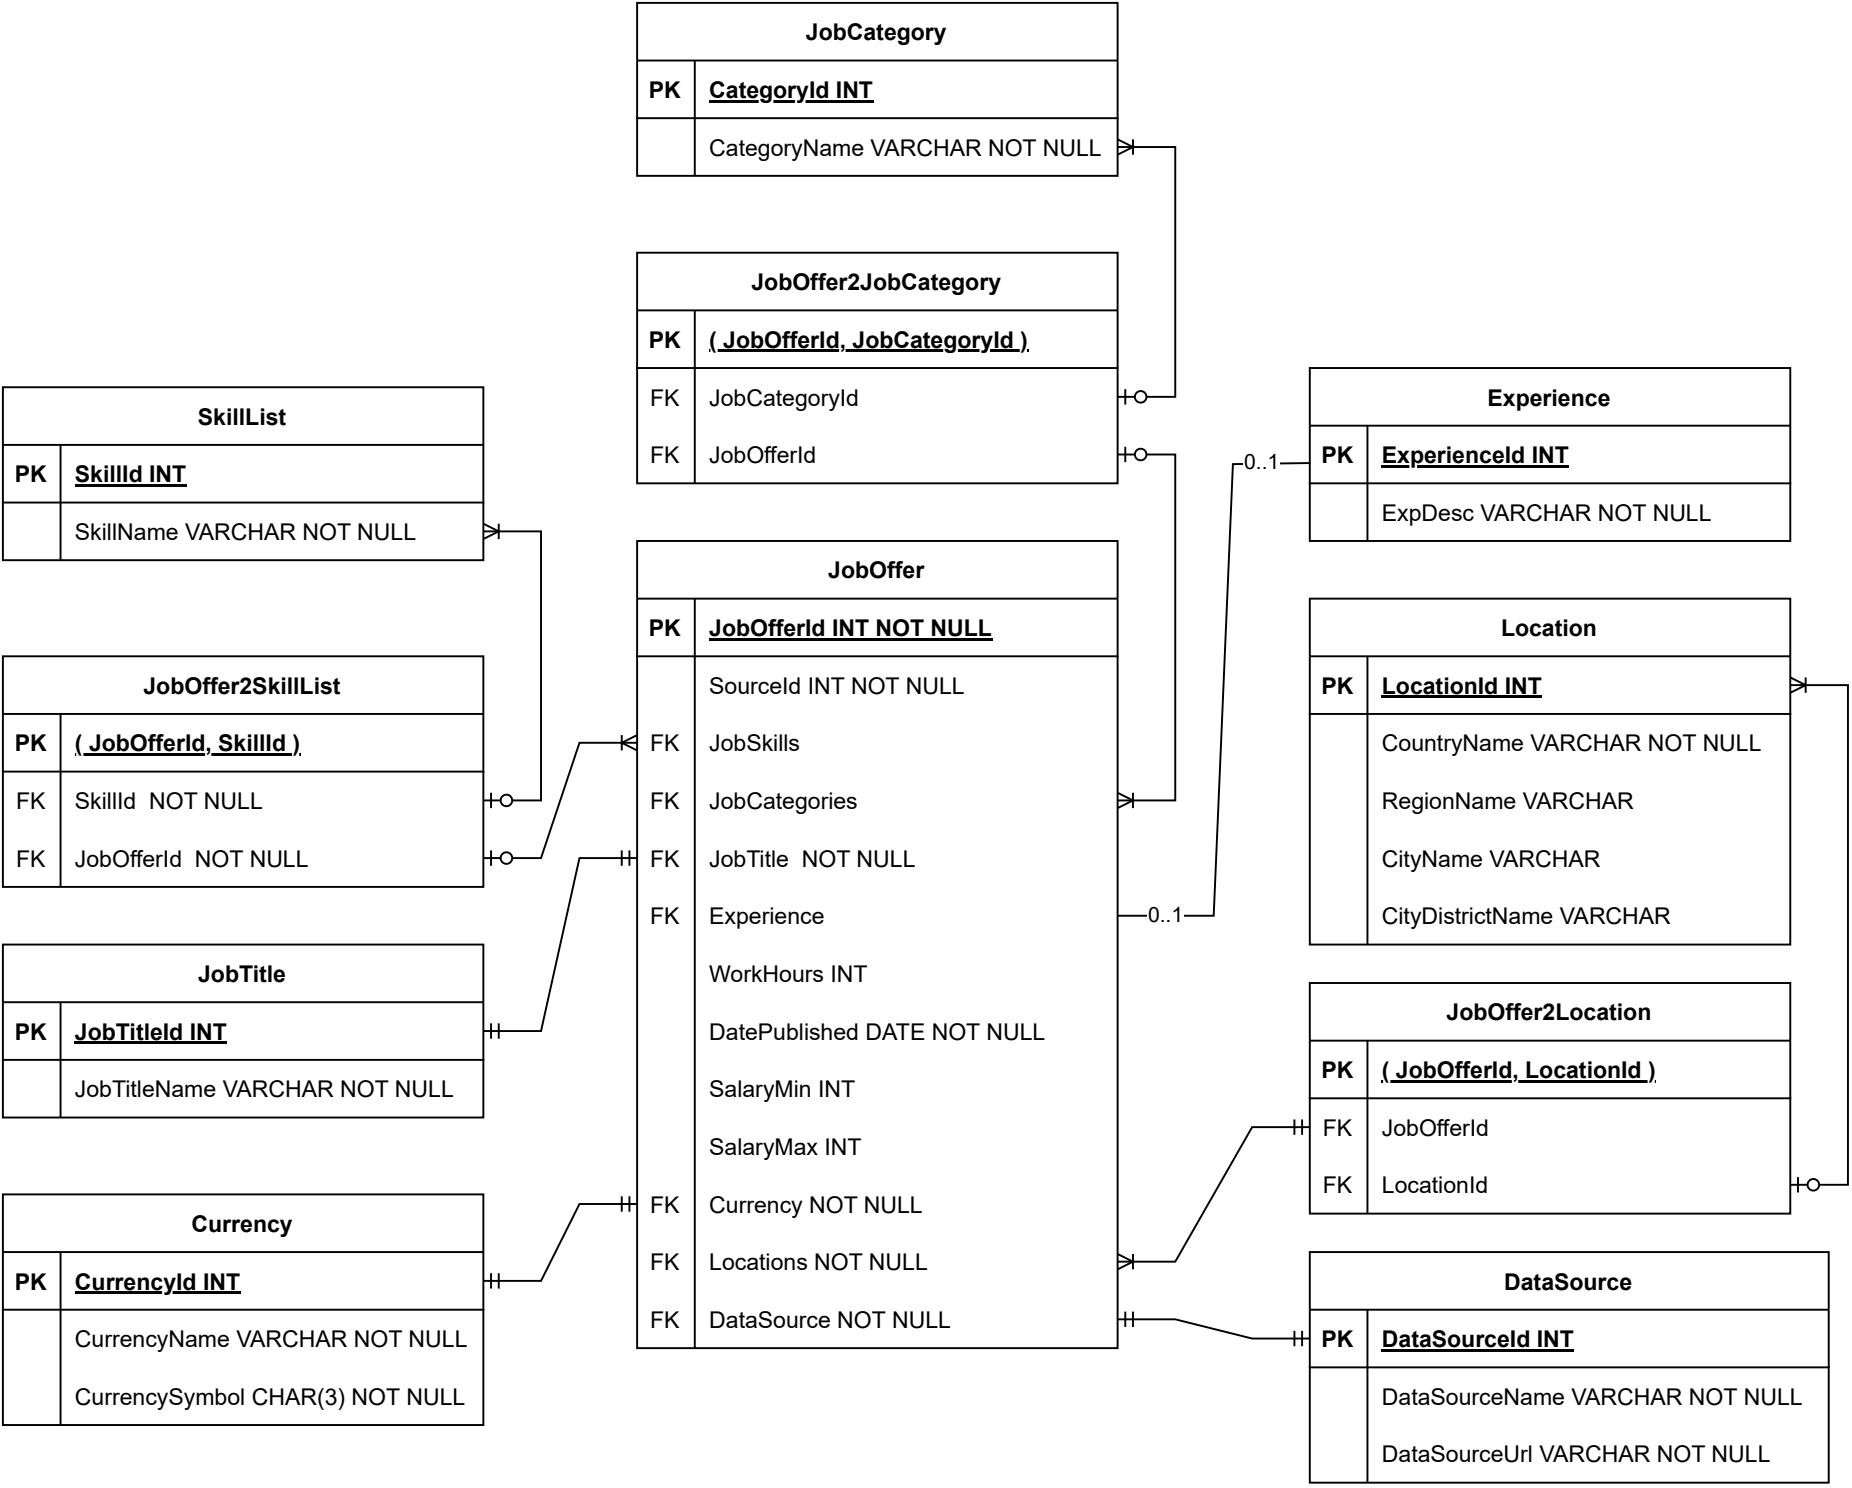 JobCategory
PK CategoryId INT
CategoryName VARCHAR NOT NULL
JobOffer2JobCategory
PK ( JobOfferId, JobCategoryId )
FK JobCategoryId
FK JobOfferId
SkillList
PK SkillId INT
SkillName VARCHAR NOT NULL
JobOffer2SkillList
PK ( JobOfferId, SkillId )
FK SkillId NOT NULL
FK JobOfferId NOT NULL
JobTitle
PK JobTitleId INT
JobTitleName VARCHAR NOT NULL
Currency
PK CurrencyId INT
CurrencyName VARCHAR NOT NULL
CurrencySymbol CHAR(3) NOT NULL
JobOffer
PK JobOfferId INT NOT NULL
SourceId INT NOT NULL
FK JobSkills
FK JobCategories
FK JobTitle NOT NULL
FK Experience
WorkHours INT
DatePublished DATE NOT NULL
SalaryMin INT
SalaryMax INT
FK Currency NOT NULL
FK Locations NOT NULL
FK DataSource NOT NULL
0..1
0..1
Experience
PK ExperienceId INT
ExpDesc VARCHAR NOT NULL
Location
PK LocationId INT
CountryName VARCHAR NOT NULL
RegionName VARCHAR
CityName VARCHAR
CityDistrictName VARCHAR
JobOffer2Location
PK ( JobOfferId, LocationId )
FK JobOfferId
FK LocationId
DataSource
PK DataSourceId INT
DataSourceName VARCHAR NOT NULL
DataSourceUrl VARCHAR NOT NULL